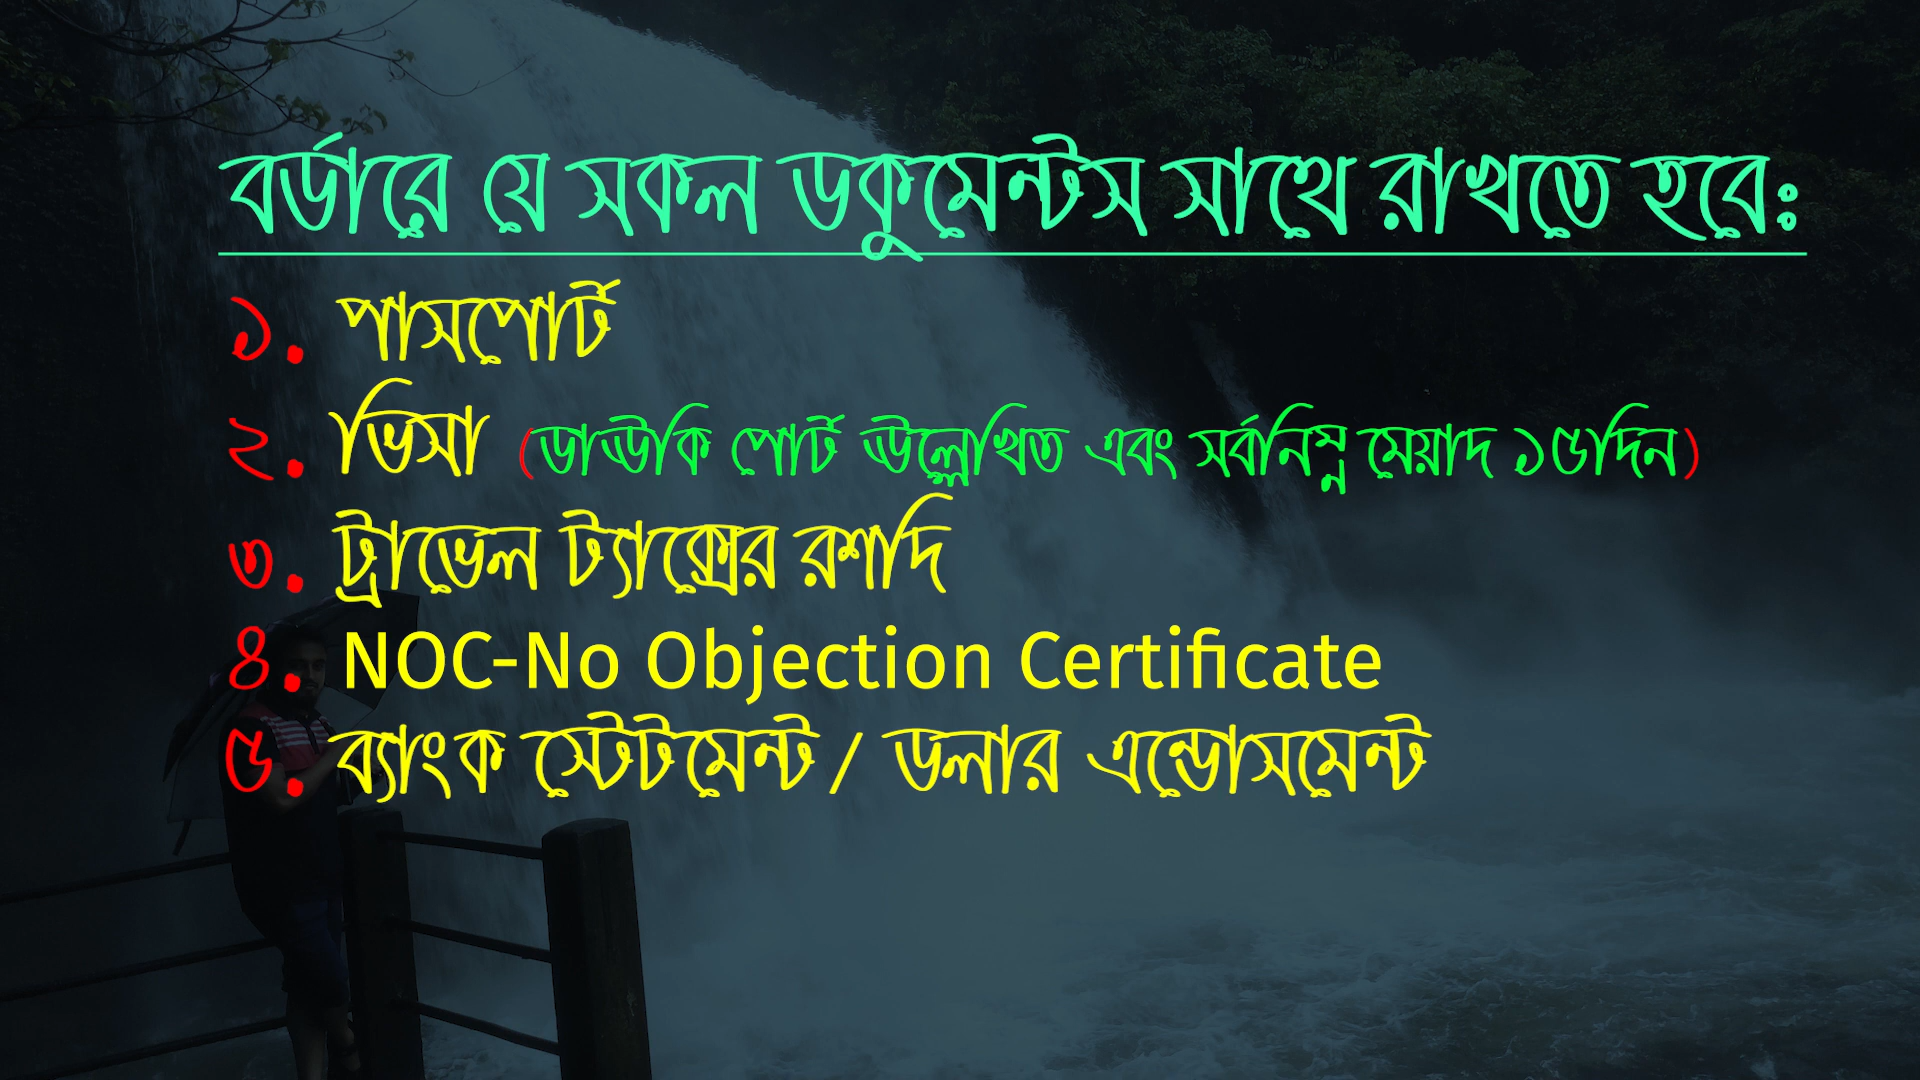 বর্ডারে যে সকল ডকুমেন্টস সাথে রাখতে হবে:
১. পাসপোর্ট
২. ভিসা (ডাউকি পোর্ট উল্লেখিত এবং সর্বনিম্ন মেয়াদ ১৫দিন)
৩. ট্রাভেল ট্যাক্সের রশিদ
৪. NOC-No Objection Certificate
৫. ব্যাংক স্টেটমেন্ট/ ডলার এন্ডোসমেন্ট